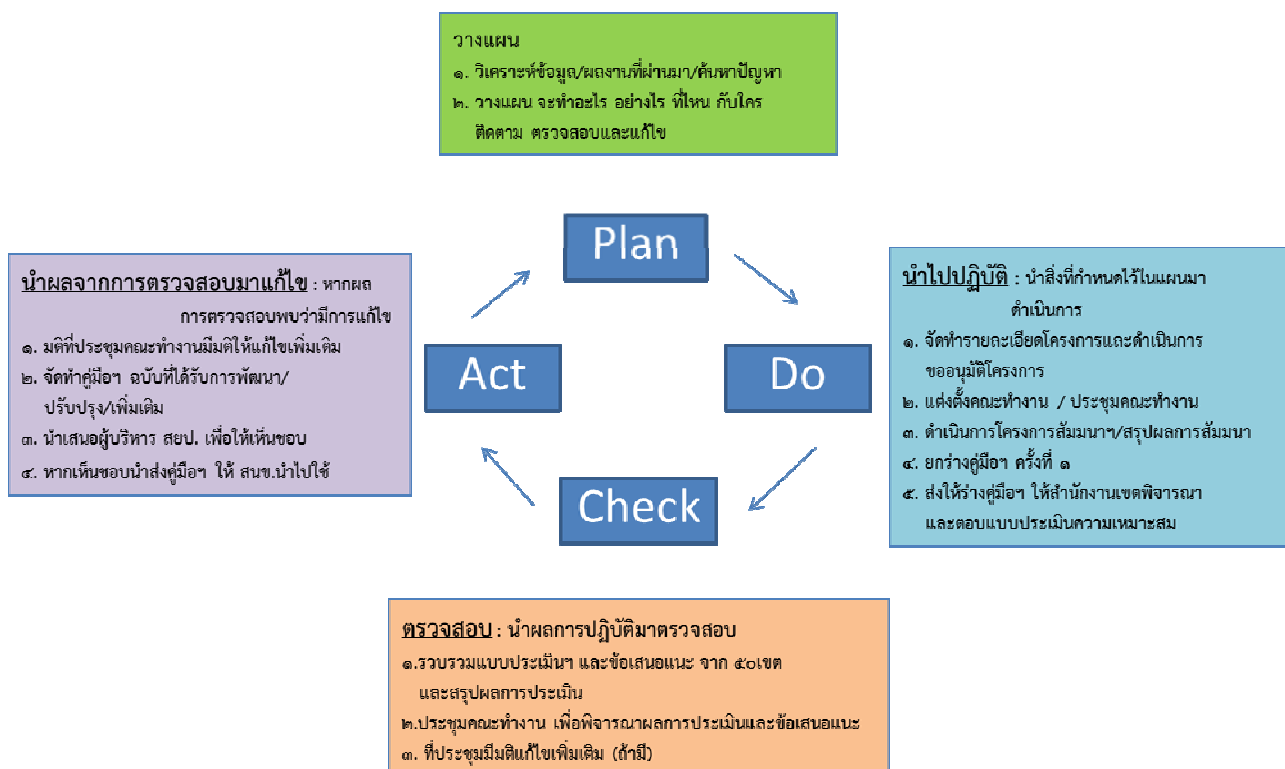 วางแผน
๑. วิเคราะห์ข้อมูล/ผลงานที่ผ่านมา/ค้นหาปัญหา
๒. วางแผน จะทำอะไร อย่างไร ที่ไหน กับใคร
ติดตาม ตรวจสอบและแก้ไข
Plan
นำผลจากการตรวจสอบมาแก้ไข : หากผล
การตรวจสอบพบว่ามีการแก้ไข
๑. มติที่ประชุมคณะทำงานมีมติให้แก้ไขเพิ่มเติม
๒. จัดทำคู่มือฯ ฉบับที่ได้รับการพัฒนา/
ปรับปรุง/เพิ่มเติม
๓. นำเสนอผู้บริหาร สยป. เพื่อให้เห็นชอบ
๔. หากเห็นชอบนำส่งคู่มือฯ ให้ สนข.นำไปใช้
Act
Do
นำไปปฏิบัติ : นำสิ่งที่กำหนดไว้ในแผนมา
ดำเนินการ
๑. จัดทำรายละเอียดโครงการและดำเนินการ
ขออนุมัติโครงการ
๒. แต่งตั้งคณะทำงาน / ประชุมคณะทำงาน
๓. ดำเนินการโครงการสัมมนาฯ/สรุปผลการสัมมนา
๔. ยกร่างคู่มือฯ ครั้งที่ ๑
๕. ส่งให้ร่างคู่มือฯ ให้สำนักงานเขตพิจารณา
และตอบแบบประเมินความเหมาะสม
Check
ตรวจสอบ : นำผลการปฏิบัติมาตรวจสอบ
๑.รวบรวมแบบประเมินฯ และข้อเสนอแนะ จาก ๕๐เขต
และสรุปผลการประเมิน
๒.ประชุมคณะทำงาน เพื่อพิจารณาผลการประเมินและข้อเสนอแนะ
๓. ที่ประชุมมีมติแก้ไขเพิ่มเติม (ถ้ามี)